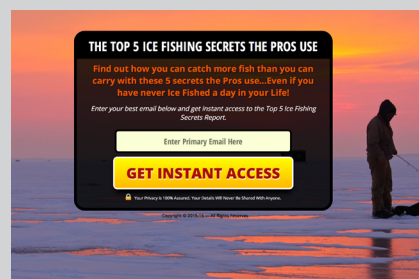 THE TOP 5 ICE FISHING SECRETS THE PROS USE
Find out how you can catch more fish than you can
carry with these 5 secrets the Pros use...Even if you
have never Ice Fished a day in your Life!
Enter your best email below and get Instant access to the Top 5 Ice Fishing
Secrets Report.
Enter Primary Email Here
GET INSTANT ACCESS
Your Privacy is 100% Assured. Your Details Will Never Be Shared With Anyone.
Copyright © All Rights Reserved